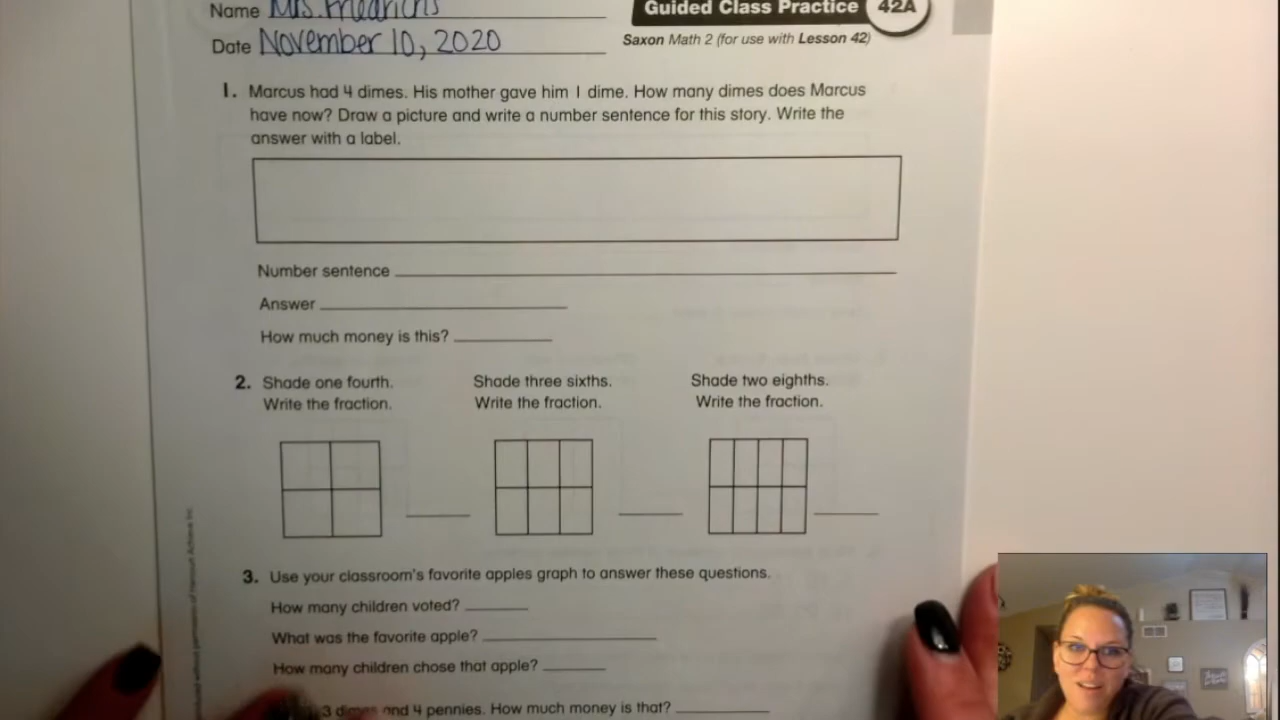 Name Mrs. Friedrichs
Guided Class Practice 42A
Date November 10, 2020
Saxon Math 2 (for use with Lesson 42)
1. Marcus had 4 dimes. His mother gave him 1 dime. How many dimes does Marcus
have now? Draw a picture and write a number sentence for this story. Write the
answer with a label.
Number sentence
Answer
How much money is this?
2. Shade one fourth. Shade three sixths. Shade two eighths.
Write the fraction. Write the fraction. Write the fraction.
3. Use your classroom's favorite apples graph to answer these questions.
How many children voted?
What was the favorite apple?
How many children chose that apple?
3 dimes and 4 pennies. How much money is that?